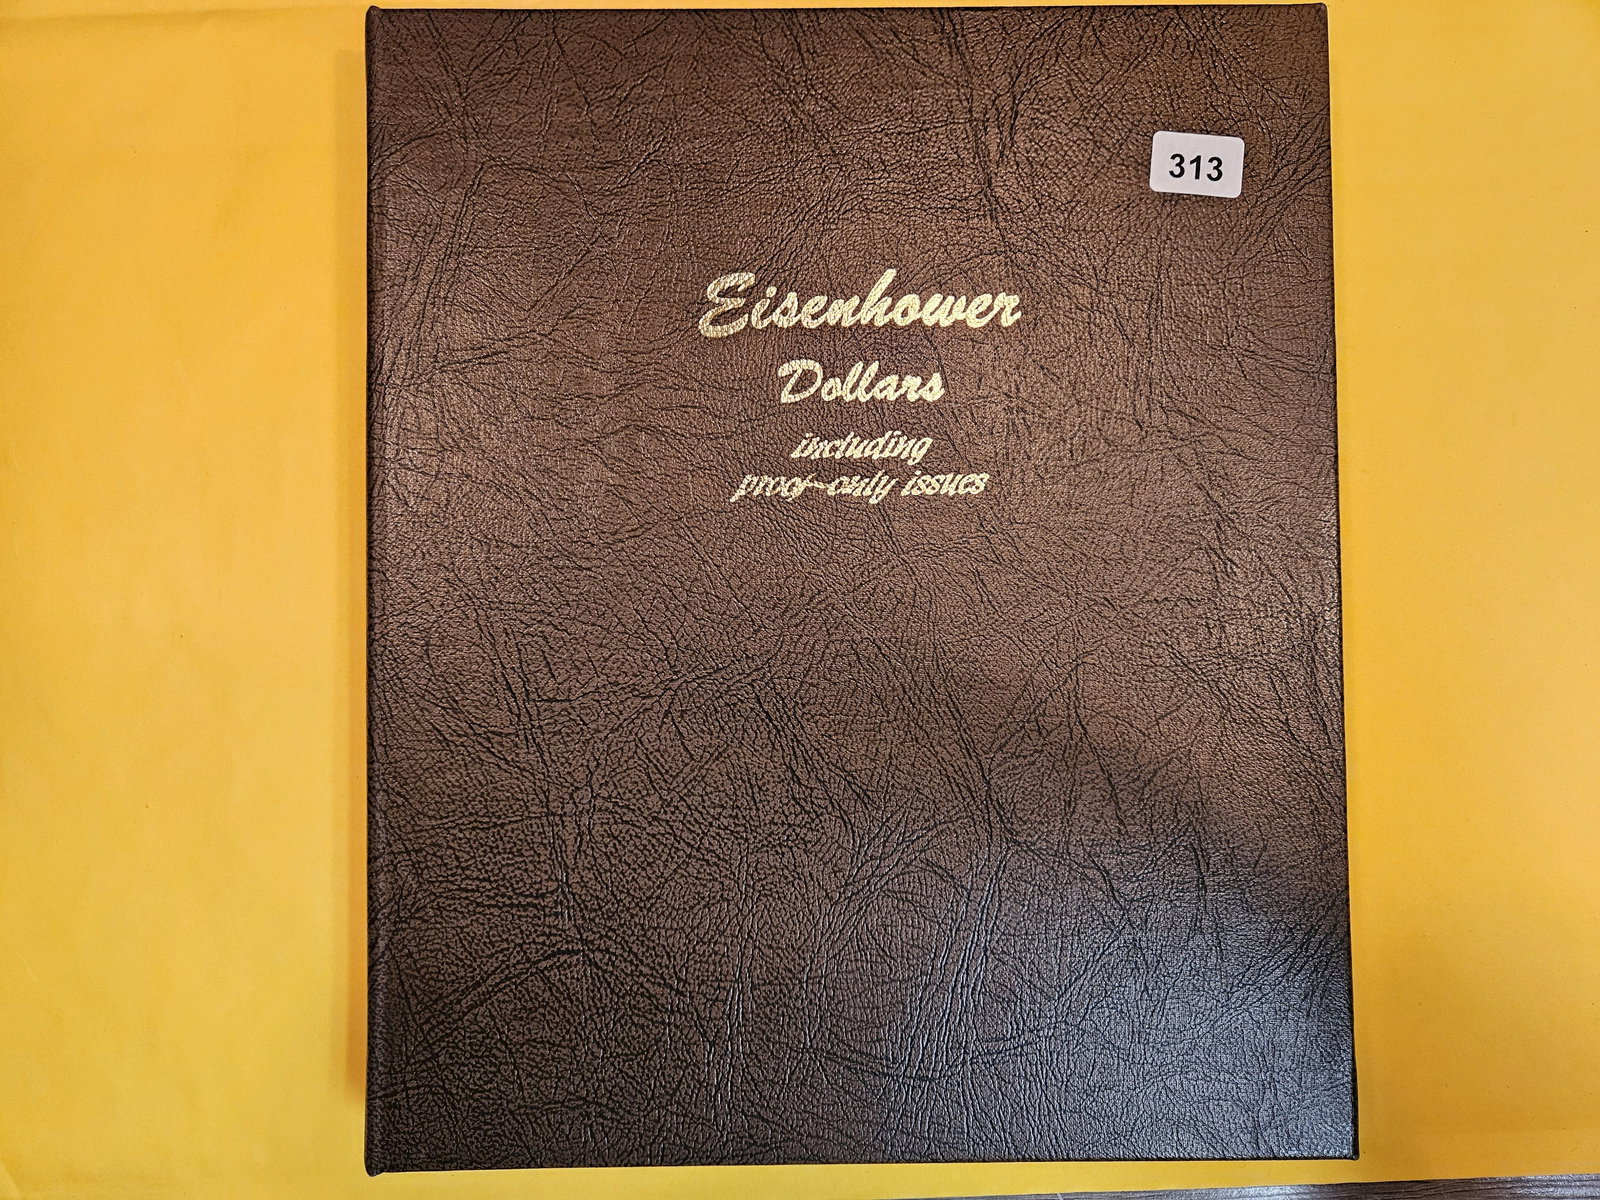 313
Eisenhower
Dollars
including
proof-only issues